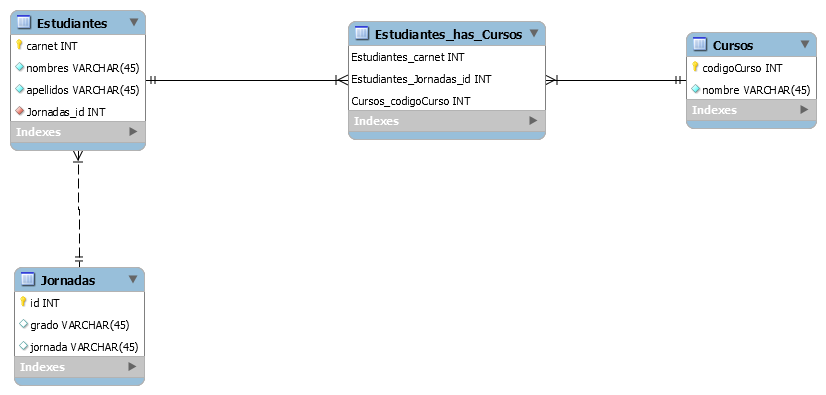 Estudiantes
carnet INT
nombres VARCHAR(45)
apellidos VARCHAR(45)
Jornadas_id INT
Indexes
Estudiantes_has_Cursos
Estudiantes_carnet INT
Estudiantes_Jornadas_id INT
Cursos_codigoCurso INT
Indexes
Cursos
codigoCurso INT
nombre VARCHAR(45)
Indexes
Jornadas
id INT
grado VARCHAR(45)
jornada VARCHAR(45)
Indexes